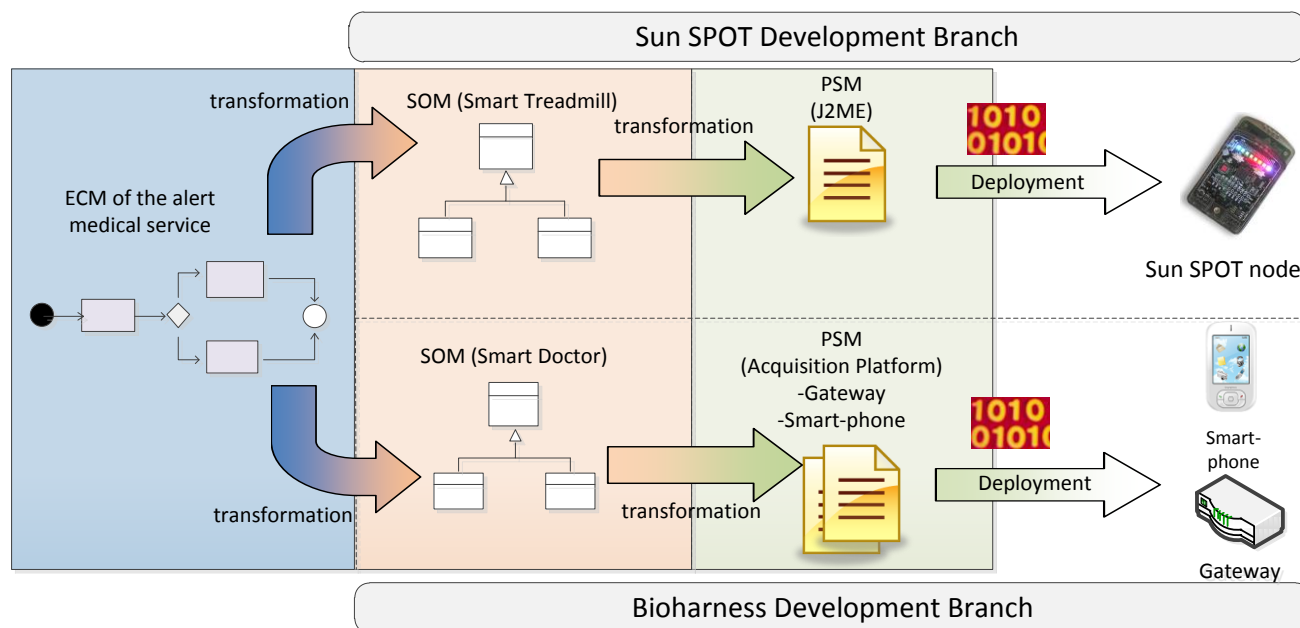 Sun SPOT Development Branch
transformation
SOM (Smart Treadmill)
transformation
PSM
(J2ME)
1010
01010
Deployment
ECM of the alert
medical service
Sun SPOT node
SOM (Smart Doctor)
PSM
(Acquisition Platform)
-Gateway
-Smart-phone
1010
01010
Smart-
phone
transformation
transformation
Deployment
Gateway
Bioharness Development Branch